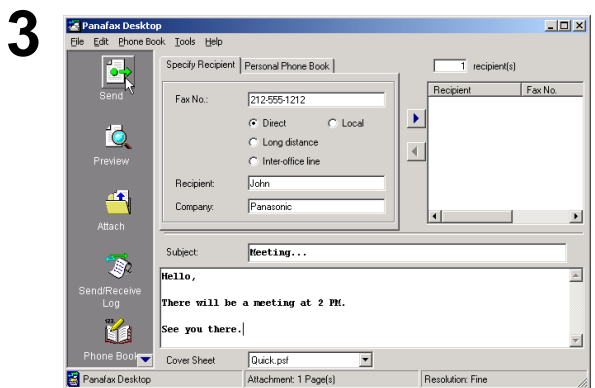 3
Panafax Desktop
File Edit Phone Book Tools Help
Send
Preview
Attach
Send/Receive
Log
Phone Book
Specify Recipient Personal Phone Book
Fax No.: 212-555-1212
Direct Local
Long distance
Inter-office line
Recipient: John
Company: Panasonic
1 recipient(s)
Recipient Fax No.
Subject: Meeting...
Hello,
There will be a meeting at 2 PM.
See you there.
Cover Sheet Quick.psf
Panafax Desktop Attachment: 1 Page(s) Resolution: Fine